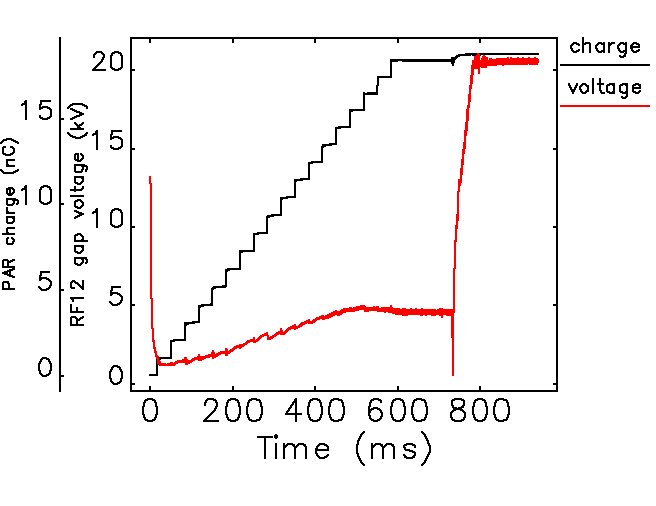 charge
voltage
PAR charge (nC)
0
5
10
15
RF12 gap voltage (kV)
0
5
10
15
20
0 200 400 600 800
Time (ms)